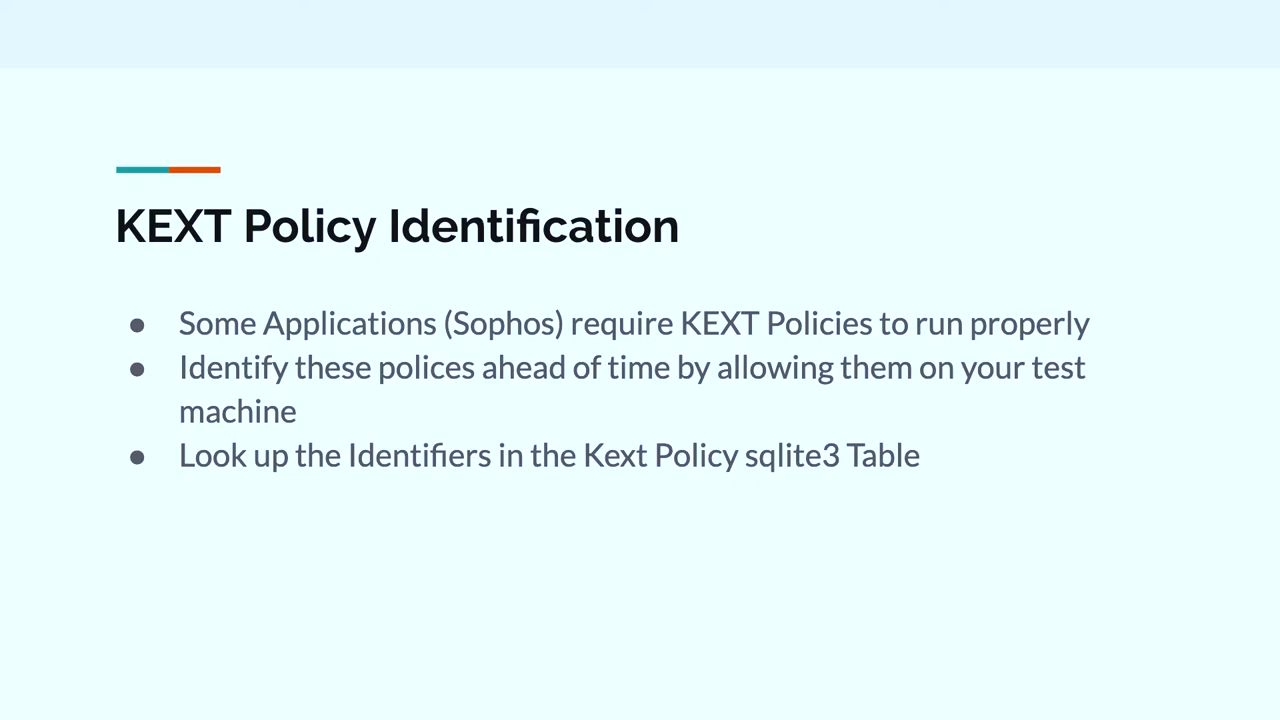 KEXT Policy Identification
● Some Applications (Sophos) require KEXT Policies to run properly
● Identify these polices ahead of time by allowing them on your test
machine
● Look up the Identifiers in the Kext Policy sqlite3 Table